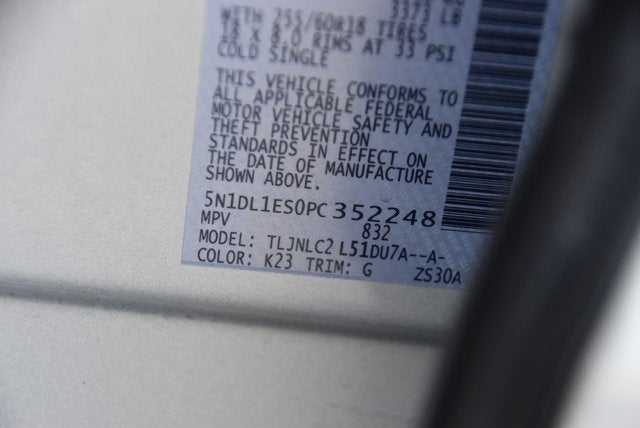 3373 LB
WITH 255/60R18 TIRES
18 X 8.0 RIMS AT 33 PSI
COLD SINGLE
THIS VEHICLE CONFORMS TO
ALL APPLICABLE FEDERAL
MOTOR VEHICLE SAFETY AND
THEFT PREVENTION
STANDARDS IN EFFECT ON
THE DATE OF MANUFACTURE
SHOWN ABOVE.
5N1DL1ES0PC352248
MPV 832
MODEL: TLJNLC2 L51DU7A--A-
COLOR: K23 TRIM: G ZS30A